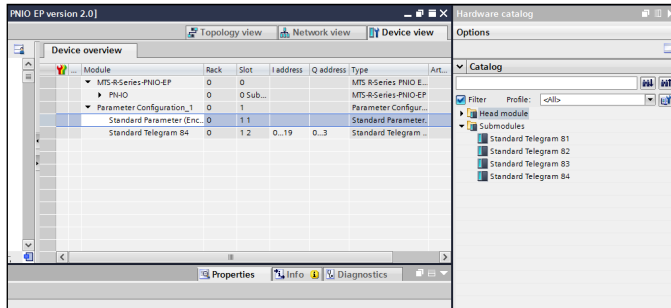 PNIO EP version 2.0]
Hardware catalog
Topology view Network view Device view
Options
Device overview
... Module Rack Slot I address Q address Type Art...
MTS-R-Series-PNIO-EP 0 0 MTS R-Series PNIO E...
PN-IO 0 0 Sub... MTS-R-Series-PNIO-EP
Parameter Configuration_1 0 1 Parameter Configur...
Standard Parameter (Enc.. 0 1 1 Standard Parameter.
Standard Telegram 84 0 1 2 0...19 0...3 Standard Telegram ..
Catalog
Filter Profile: <All>
Head module
Submodules
Standard Telegram 81
Standard Telegram 82
Standard Telegram 83
Standard Telegram 84
Properties Info Diagnostics